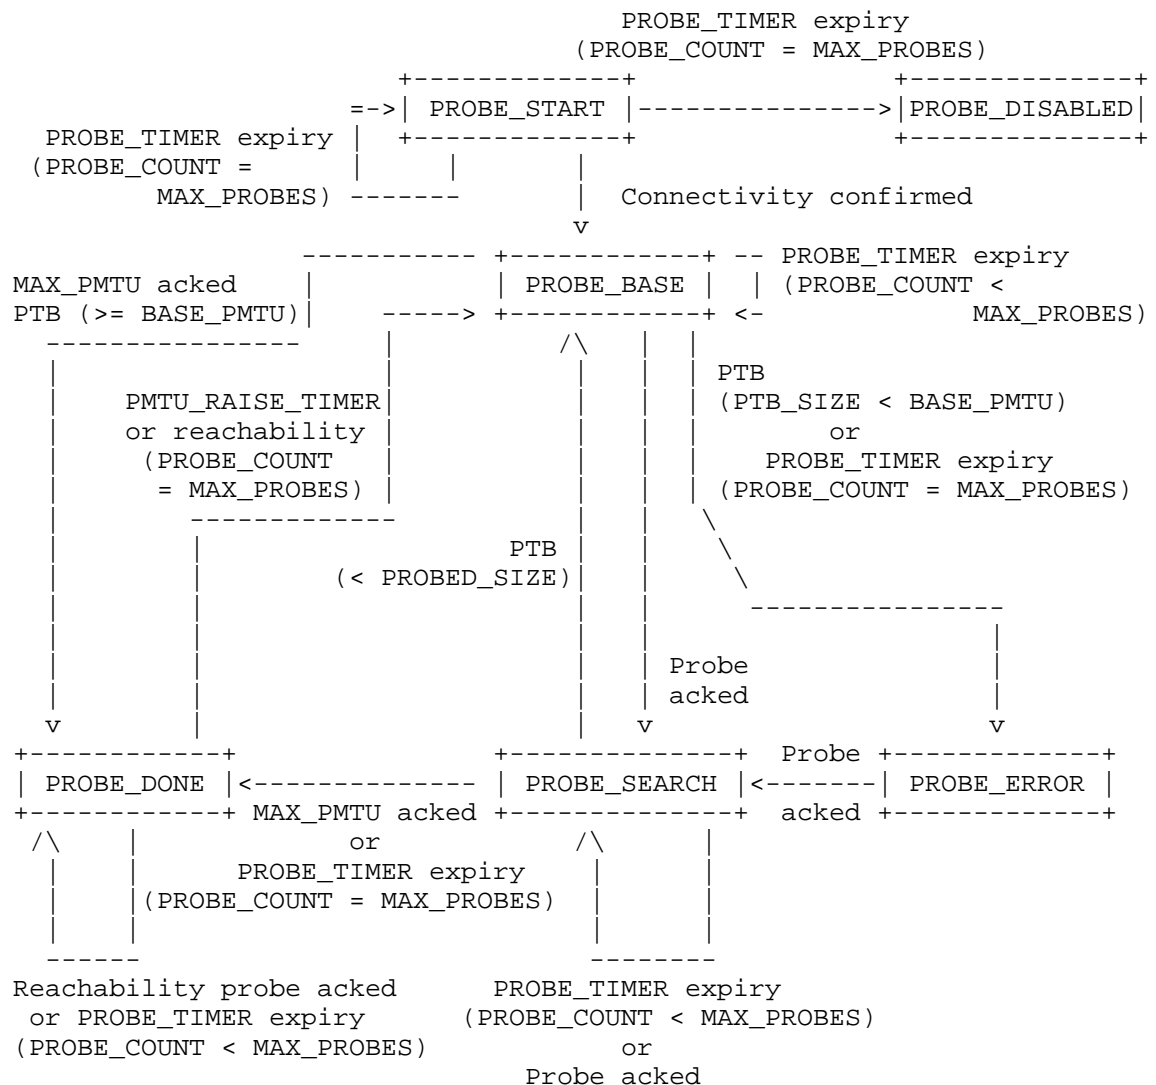 PROBE_TIMER expiry
(PROBE_COUNT = MAX_PROBES)
PROBE_START
PROBE_DISABLED
PROBE_TIMER expiry
(PROBE_COUNT =
MAX_PROBES)
Connectivity confirmed
PROBE_TIMER expiry
MAX_PMTU acked
PROBE_BASE
(PROBE_COUNT <
PTB (>= BASE_PMTU)
MAX_PROBES)
PTB
PMTU_RAISE_TIMER
(PTB_SIZE < BASE_PMTU)
or reachability
or
(PROBE_COUNT
PROBE_TIMER expiry
= MAX_PROBES)
(PROBE_COUNT = MAX_PROBES)
PTB
(< PROBED_SIZE)
Probe
acked
Probe
PROBE_DONE
PROBE_SEARCH
PROBE_ERROR
MAX_PMTU acked
acked
or
PROBE_TIMER expiry
(PROBE_COUNT = MAX_PROBES)
Reachability probe acked
PROBE_TIMER expiry
or PROBE_TIMER expiry
(PROBE_COUNT < MAX_PROBES)
(PROBE_COUNT < MAX_PROBES)
or
Probe acked